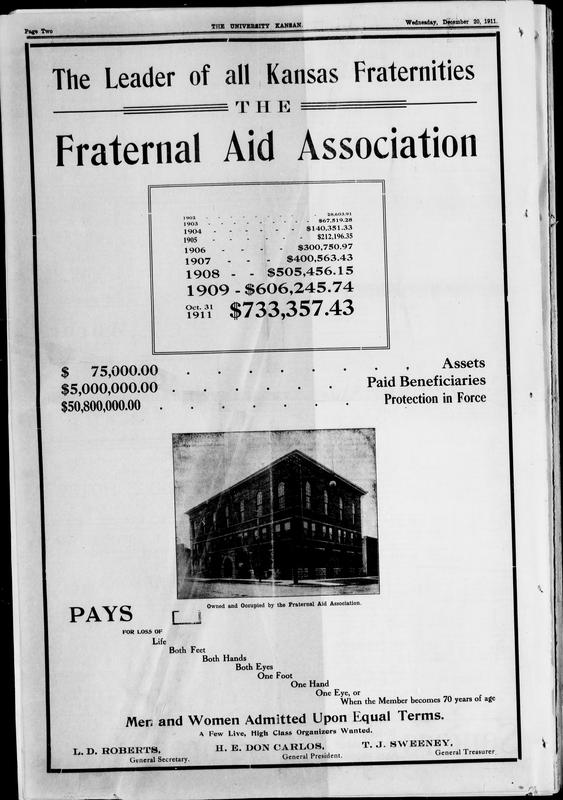 Page Two
THE UNIVERSITY KANSAN.
Wednesday, December 20, 1911.
The Leader of all Kansas Fraternities
THE
Fraternal Aid Association
1902 - - - - - - - - - 28,603.91
1903 - - - - - - - - - $67,519.28
1904 - - - - - - - $140,351.33
1905 - - - - - - - $212,196.35
1906 - - - - $300,750.97
1907 - - - $400,563.43
1908 - - $505,456.15
1909 - $606,245.74
Oct. 31
1911 $733,357.43
$ 75,000.00 . . . . . . . Assets
$5,000,000.00 . . . . . . Paid Beneficiaries
$50,800,000.00 . . . . . . Protection in Force
Owned and Occupied by the Fraternal Aid Association.
PAYS
FOR LOSS OF
Life
Both Feet
Both Hands
Both Eyes
One Foot
One Hand
One Eye, or
When the Member becomes 70 years of age
Men and Women Admitted Upon Equal Terms.
A Few Live, High Class Organizers Wanted.
L. D. ROBERTS,
General Secretary.
H. E. DON CARLOS,
General President.
T. J. SWEENEY,
General Treasurer